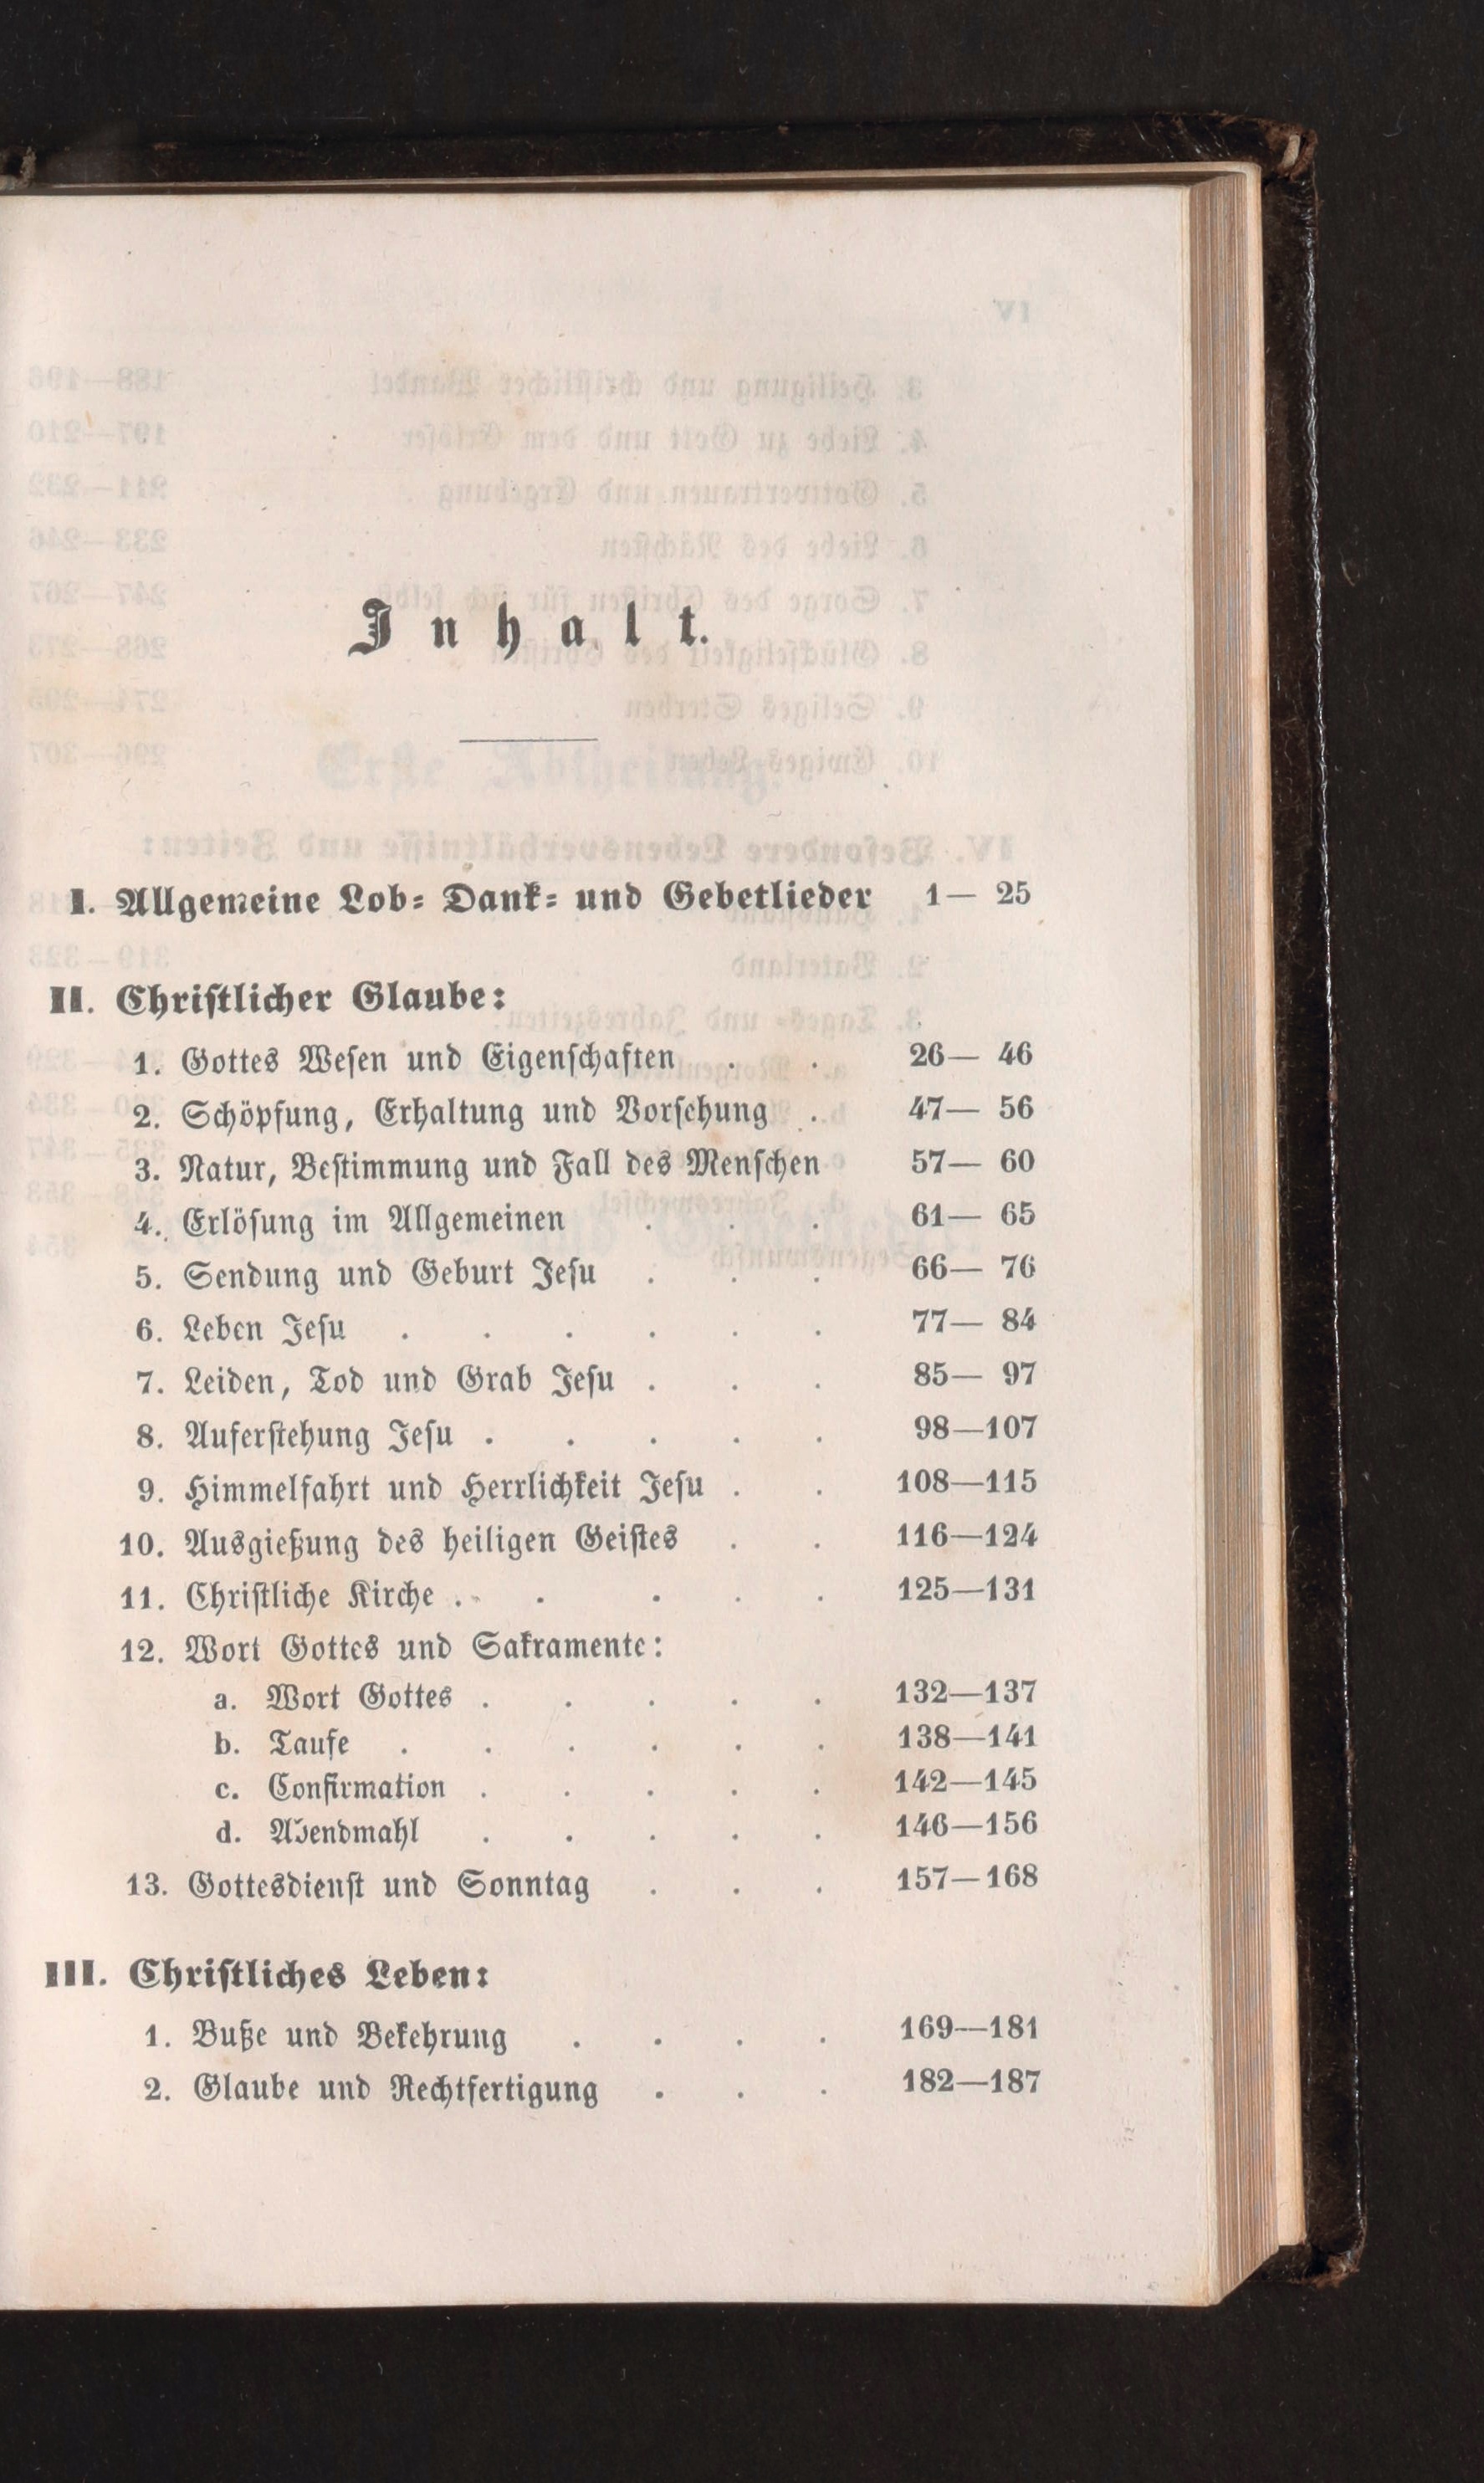 Inhalt.
I. Allgemeine Lob- Dank- und Gebetlieder 1— 25
II. Christlicher Glaube:
1. Gottes Wesen und Eigenschaften . . 26— 46
2. Schöpfung, Erhaltung und Vorsehung . 47— 56
3. Natur, Bestimmung und Fall des Menschen 57— 60
4. Erlösung im Allgemeinen . . . 61— 65
5. Sendung und Geburt Jesu . . . 66— 76
6. Leben Jesu . . . . . . 77— 84
7. Leiden, Tod und Grab Jesu . . . 85— 97
8. Auferstehung Jesu . . . . . 98—107
9. Himmelfahrt und Herrlichkeit Jesu . . 108—115
10. Ausgießung des heiligen Geistes . . 116—124
11. Christliche Kirche . . . . . 125—131
12. Wort Gottes und Sakramente:
a. Wort Gottes . . . . . 132—137
b. Taufe . . . . . . 138—141
c. Confirmation . . . . . 142—145
d. Abendmahl . . . . . 146—156
13. Gottesdienst und Sonntag . . . 157—168
III. Christliches Leben:
1. Buße und Bekehrung . . . . 169—181
2. Glaube und Rechtfertigung . . . 182—187